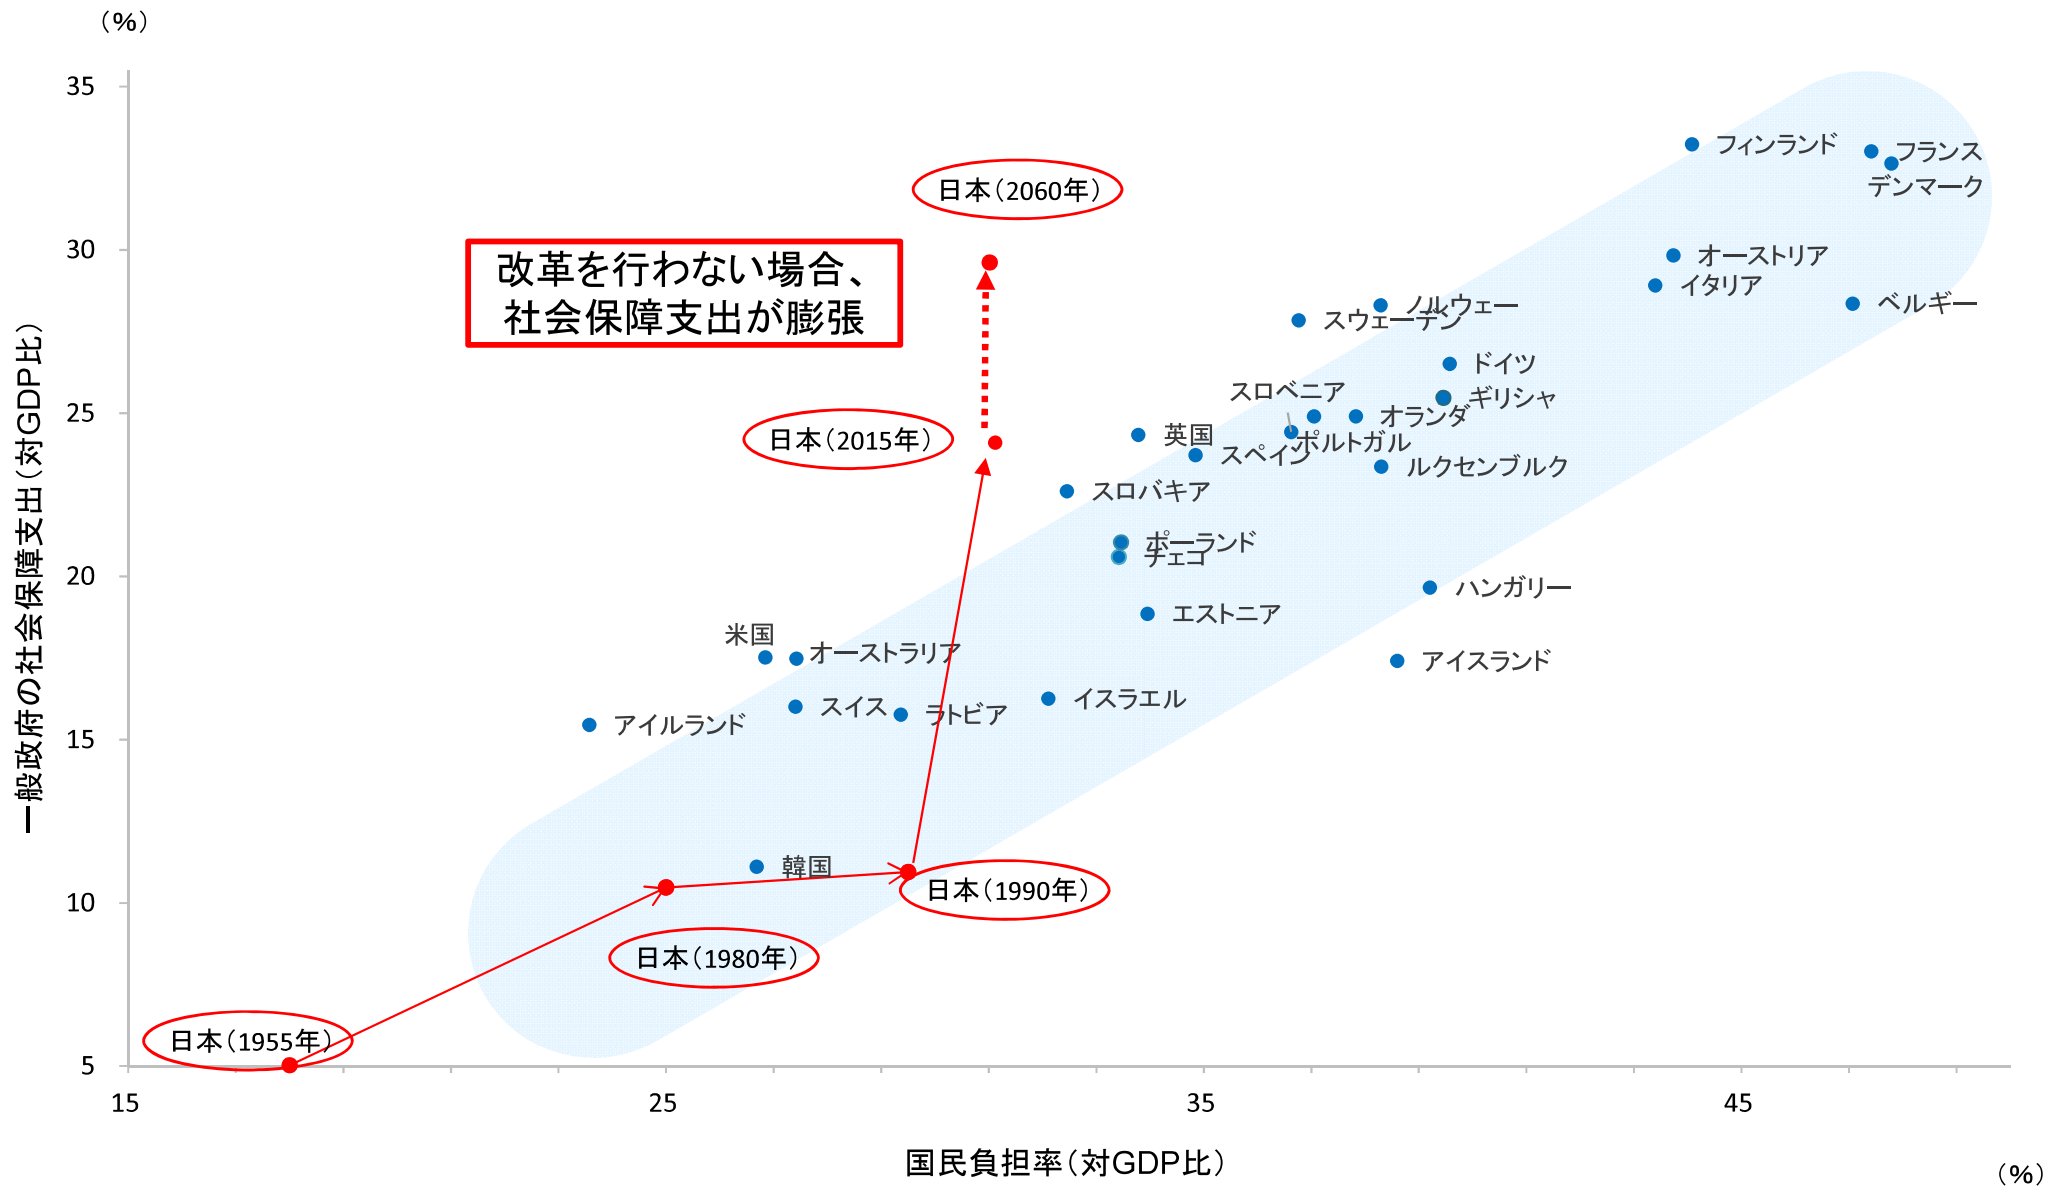 （%）
35
フィンランド
フランス
デンマーク
日本（2060年）
30
改革を行わない場合、
社会保障支出が膨張
オーストリア
イタリア
ベルギー
ノルウェー
スウェーデン
ドイツ
スロベニア
ギリシャ
25
オランダ
日本（2015年）
英国
ポルトガル
スペイン
ルクセンブルク
スロバキア
ポーランド
チェコ
20
ハンガリー
エストニア
米国
オーストラリア
アイスランド
イスラエル
スイス
ラトビア
アイルランド
15
韓国
10
日本（1990年）
日本（1980年）
日本（1955年）
5
一般政府の社会保障支出（対GDP比）
15
25
35
45
国民負担率（対GDP比）
（%）